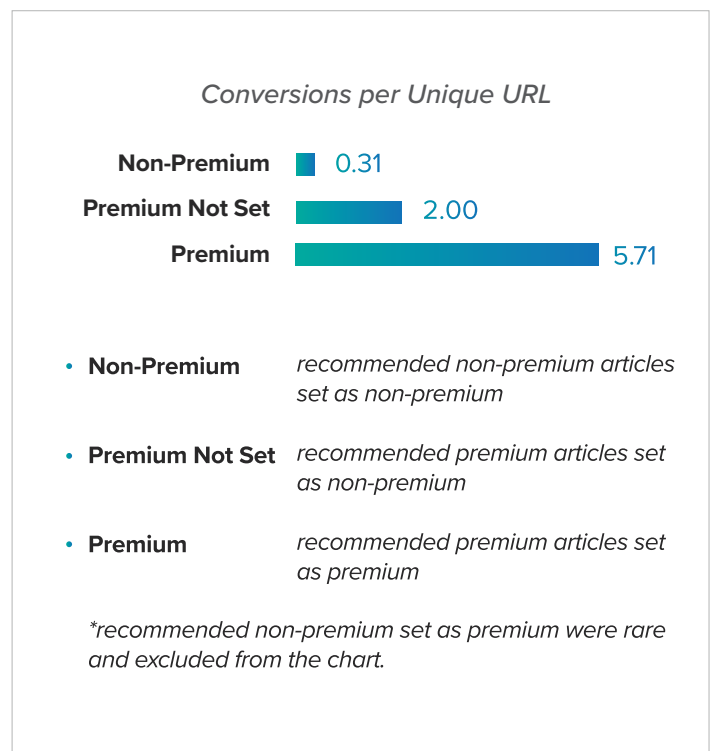 Conversions per Unique URL
Non-Premium 0.31
Premium Not Set 2.00
Premium 5.71
• Non-Premium recommended non-premium articles
set as non-premium
• Premium Not Set recommended premium articles set
as non-premium
• Premium recommended premium articles set
as premium
*recommended non-premium set as premium were rare
and excluded from the chart.